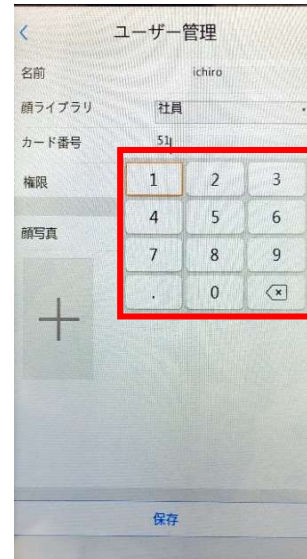 ユーザー管理
名前 ichiro
顔ライブラリ 社員
カード番号 51
権限
1 2 3
4 5 6
顔写真
7 8 9
. 0
保存